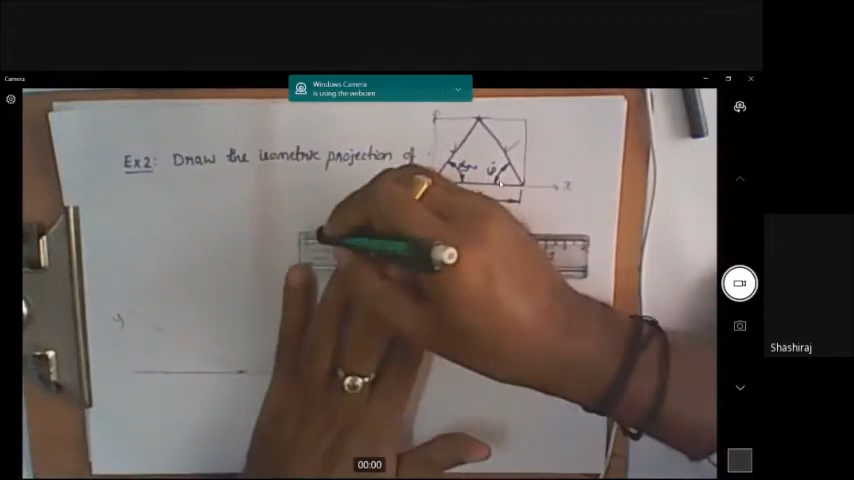 Camera
Windows Camera
is using the webcam
Ex2: Draw the isometric projection of
x
Shashiraj
00:00